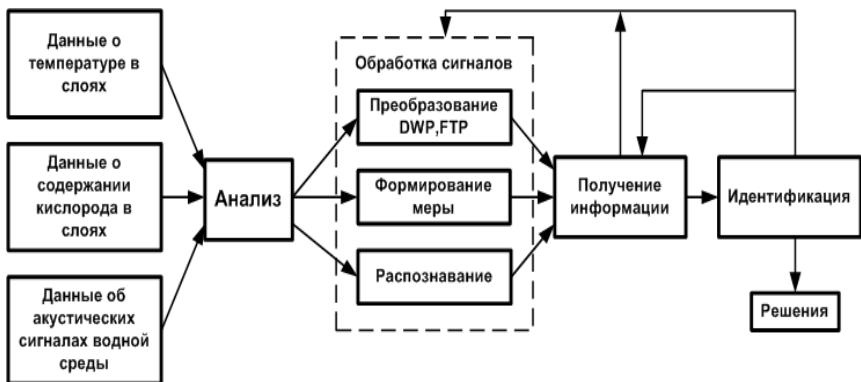 Данные о
температуре в
слоях
Данные о
содержании
кислорода в
слоях
Данные об
акустических
сигналах водной
среды
Анализ
Обработка сигналов
Преобразование
DWP,FTP
Формирование
меры
Распознавание
Получение
информации
Идентификация
Решения